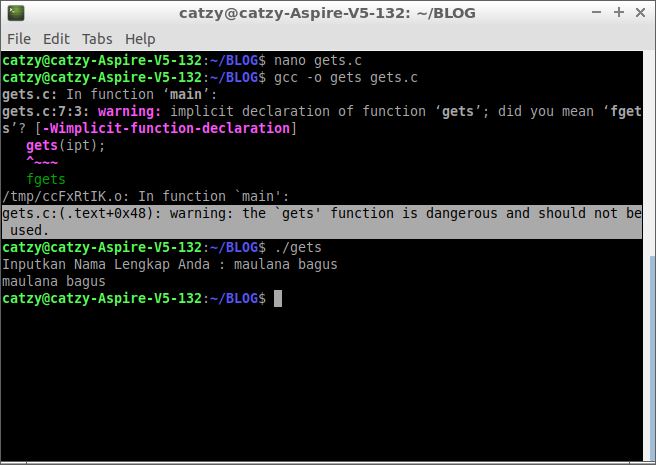 catzy@catzy-Aspire-V5-132: ~/BLOG
File Edit Tabs Help
catzy@catzy-Aspire-V5-132:~/BLOG$ nano gets.c
catzy@catzy-Aspire-V5-132:~/BLOG$ gcc -o gets gets.c
gets.c: In function ‘main’:
gets.c:7:3: warning: implicit declaration of function ‘gets’; did you mean ‘fget
s’? [-Wimplicit-function-declaration]
   gets(ipt);
   ^~~~
   fgets
/tmp/ccFxRtIK.o: In function `main':
gets.c:(.text+0x48): warning: the `gets' function is dangerous and should not be
 used.
catzy@catzy-Aspire-V5-132:~/BLOG$ ./gets
Inputkan Nama Lengkap Anda : maulana bagus
maulana bagus
catzy@catzy-Aspire-V5-132:~/BLOG$